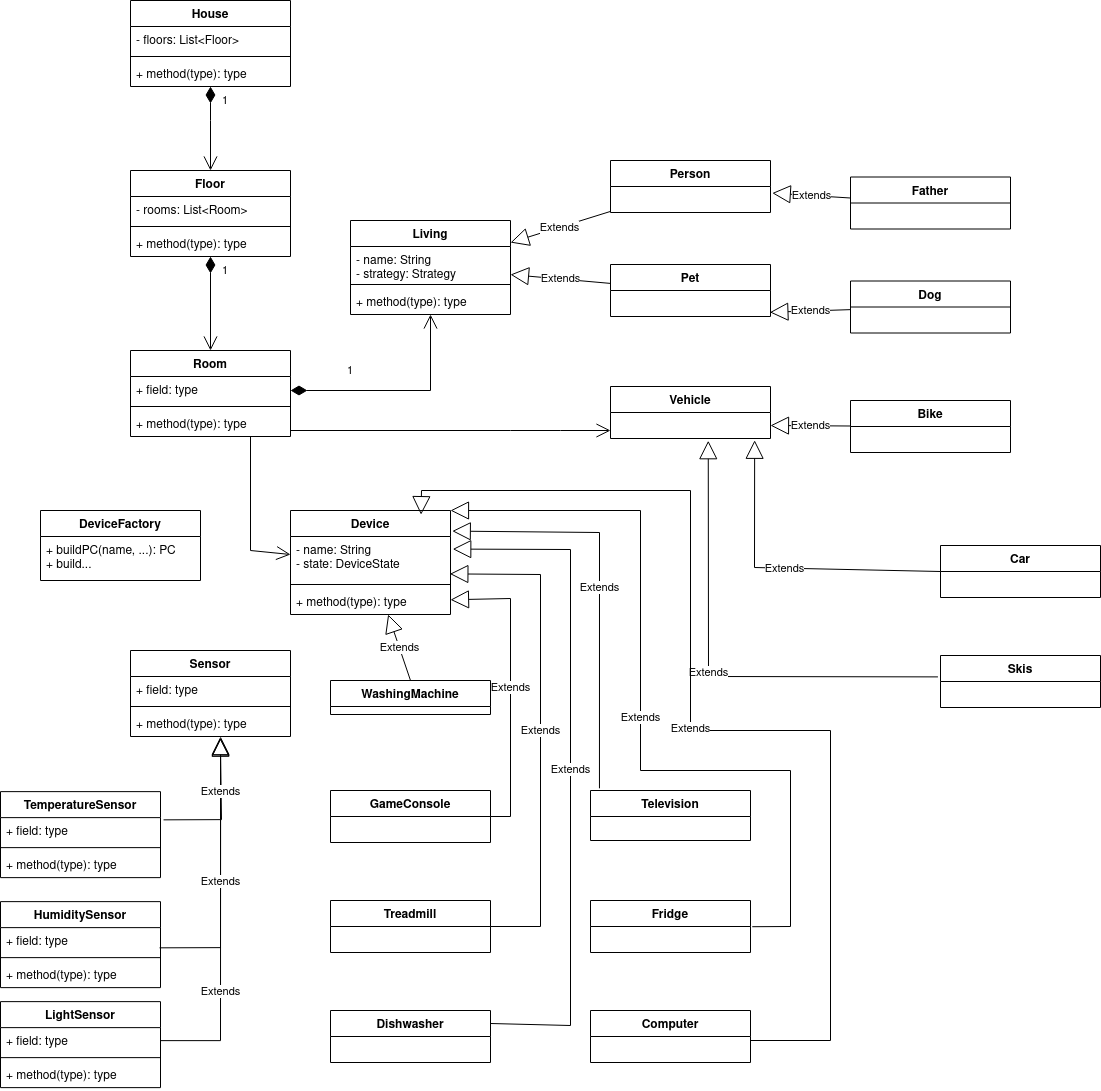 House
- floors: List<Floor>
+ method(type): type
1
Floor
- rooms: List<Room>
+ method(type): type
1
Room
+ field: type
+ method(type): type
1
Living
- name: String
- strategy: Strategy
+ method(type): type
Extends
Person
Extends
Father
Extends
Pet
Extends
Dog
Vehicle
Extends
Bike
DeviceFactory
+ buildPC(name, ...): PC
+ build...
Device
- name: String
- state: DeviceState
+ method(type): type
Extends
Car
Extends
Extends
Sensor
+ field: type
+ method(type): type
Extends
WashingMachine
Extends
Extends
Skis
Extends
Extends
Extends
Extends
Extends
TemperatureSensor
+ field: type
+ method(type): type
GameConsole
Television
Extends
HumiditySensor
+ field: type
+ method(type): type
Treadmill
Fridge
Extends
LightSensor
+ field: type
+ method(type): type
Dishwasher
Computer